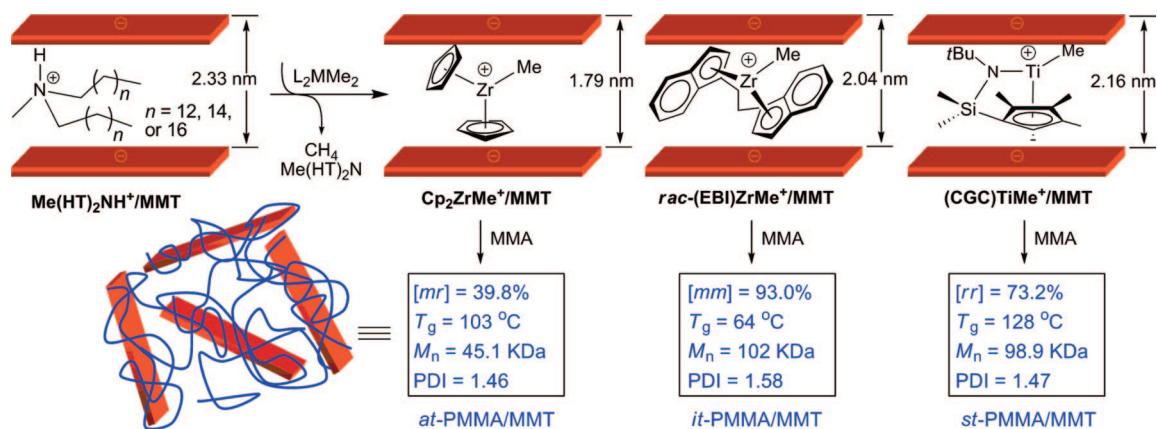 H
N
⊕
n
n
n = 12, 14,
or 16
2.33 nm
L2MMe2
CH4
Me(HT)2N
⊕
Me
Zr
1.79 nm
⊕
Me
Zr
2.04 nm
tBu
⊕
Me
N
Ti
Si
2.16 nm
Me(HT)2NH+/MMT
Cp2ZrMe+/MMT
rac-(EBI)ZrMe+/MMT
(CGC)TiMe+/MMT
MMA
MMA
MMA
[mr] = 39.8%
Tg = 103 oC
Mn = 45.1 KDa
PDI = 1.46
at-PMMA/MMT
[mm] = 93.0%
Tg = 64 oC
Mn = 102 KDa
PDI = 1.58
it-PMMA/MMT
[rr] = 73.2%
Tg = 128 oC
Mn = 98.9 KDa
PDI = 1.47
st-PMMA/MMT